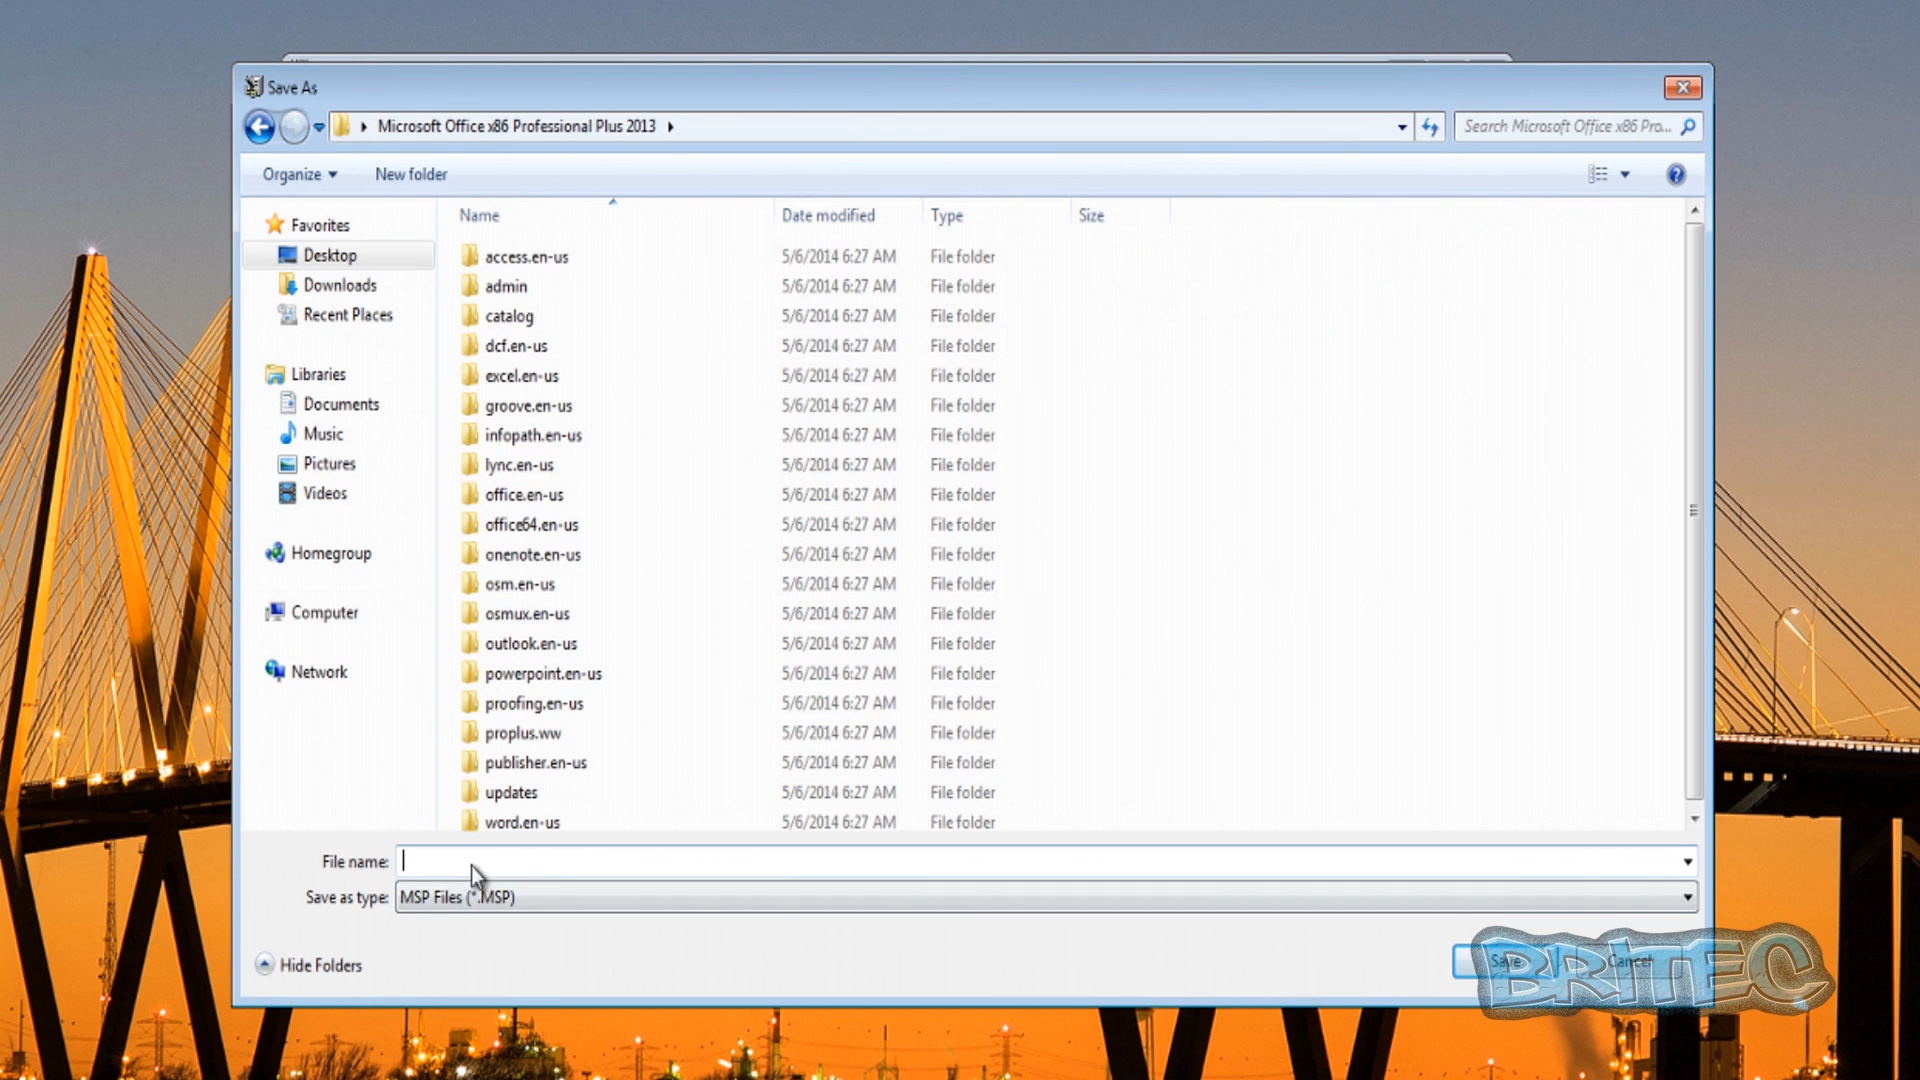 Save As
Microsoft Office x86 Professional Plus 2013
Search Microsoft Office x86 Pro...
Organize
New folder
Name Date modified Type Size
Favorites
Desktop
Downloads
Recent Places
Libraries
Documents
Music
Pictures
Videos
Homegroup
Computer
Network
access.en-us 5/6/2014 6:27 AM File folder
admin 5/6/2014 6:27 AM File folder
catalog 5/6/2014 6:27 AM File folder
dcf.en-us 5/6/2014 6:27 AM File folder
excel.en-us 5/6/2014 6:27 AM File folder
groove.en-us 5/6/2014 6:27 AM File folder
infopath.en-us 5/6/2014 6:27 AM File folder
lync.en-us 5/6/2014 6:27 AM File folder
office.en-us 5/6/2014 6:27 AM File folder
office64.en-us 5/6/2014 6:27 AM File folder
onenote.en-us 5/6/2014 6:27 AM File folder
osm.en-us 5/6/2014 6:27 AM File folder
osmux.en-us 5/6/2014 6:27 AM File folder
outlook.en-us 5/6/2014 6:27 AM File folder
powerpoint.en-us 5/6/2014 6:27 AM File folder
proofing.en-us 5/6/2014 6:27 AM File folder
proplus.ww 5/6/2014 6:27 AM File folder
publisher.en-us 5/6/2014 6:27 AM File folder
updates 5/6/2014 6:27 AM File folder
word.en-us 5/6/2014 6:27 AM File folder
File name:
Save as type: MSP Files (*.MSP)
Hide Folders
Save Cancel
BRITEC